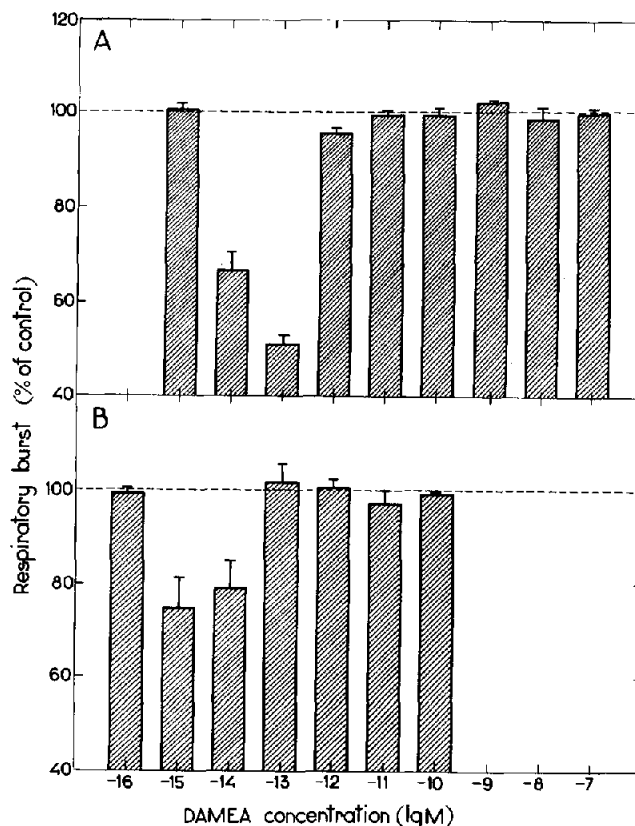 120
A
100
80
60
40
B
100
80
60
40
Respiratory burst (% of control)
-16 -15 -14 -13 -12 -11 -10 -9 -8 -7
DAMEA concentration (lgM)